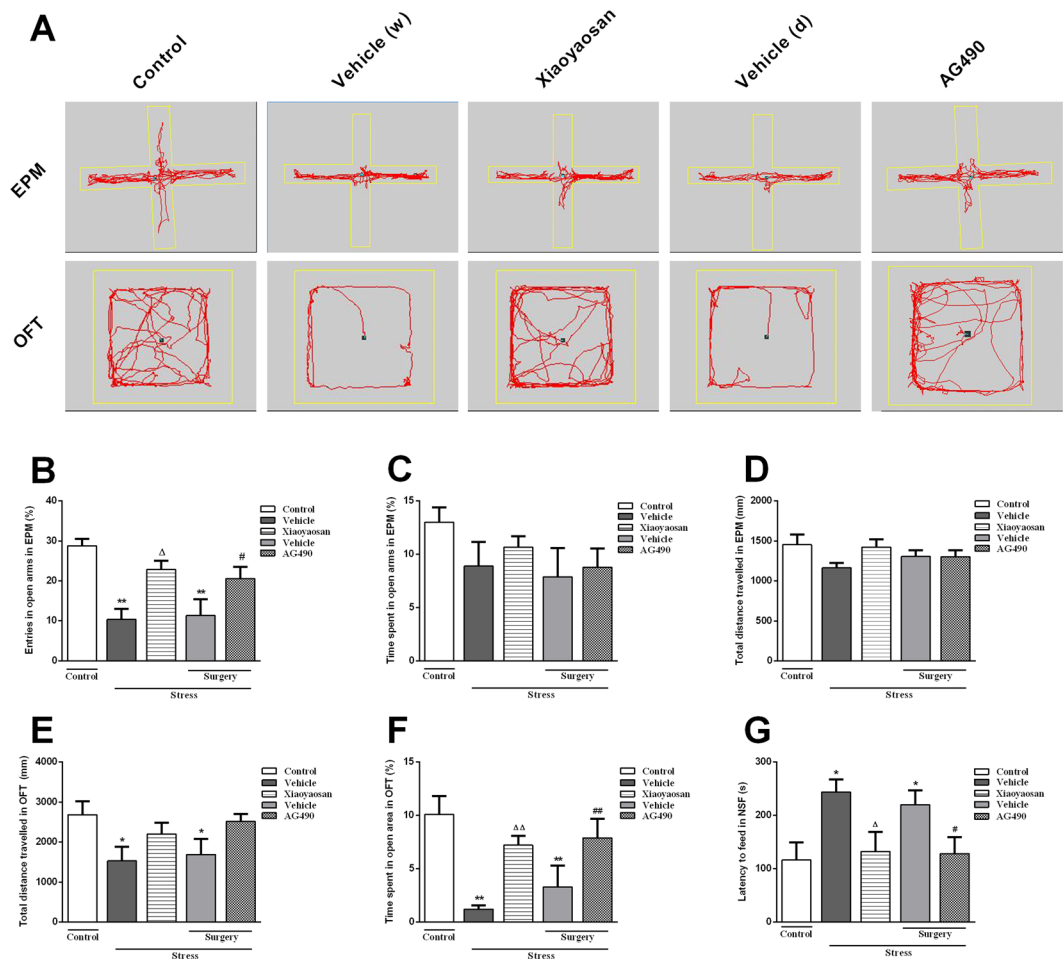 A
Control
Vehicle (w)
Xiaoyaosan
Vehicle (d)
AG490
EPM
OFT
B
Entries in open arms in EPM (%)
40
30
20
10
0
**
Δ
**
#
Control
Vehicle
Xiaoyaosan
Vehicle
AG490
Control
Surgery
Stress
C
Time spent in open arms in EPM (%)
15
10
5
0
Control
Vehicle
Xiaoyaosan
Vehicle
AG490
Control
Surgery
Stress
D
Total distance travelled in EPM (mm)
2000
1500
1000
500
0
Control
Vehicle
Xiaoyaosan
Vehicle
AG490
Control
Surgery
Stress
E
Total distance travelled in OFT (mm)
4000
3000
2000
1000
0
*
*
Control
Vehicle
Xiaoyaosan
Vehicle
AG490
Control
Surgery
Stress
F
Time spent in open area in OFT (%)
15
10
5
0
**
ΔΔ
**
##
Control
Vehicle
Xiaoyaosan
Vehicle
AG490
Control
Surgery
Stress
G
Latency to feed in NSF (s)
300
200
100
0
*
Δ
*
#
Control
Vehicle
Xiaoyaosan
Vehicle
AG490
Control
Surgery
Stress